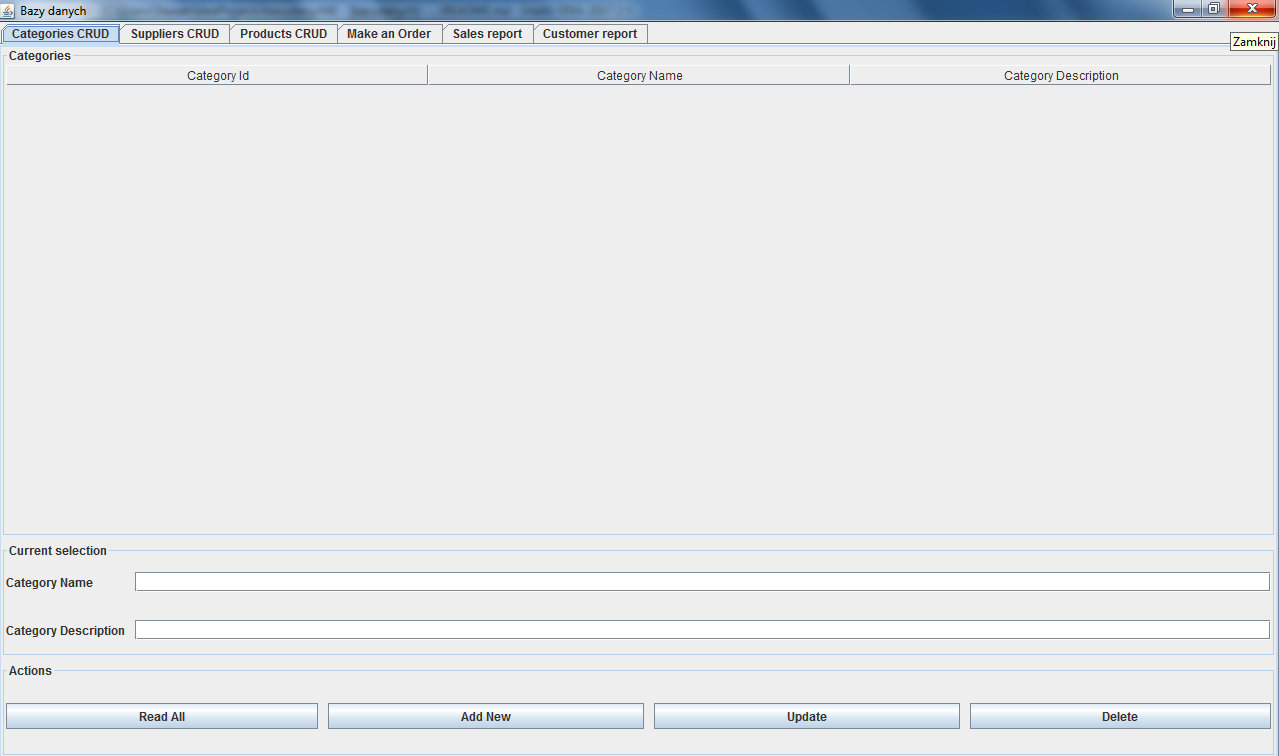 Bazy danych
Categories CRUD Suppliers CRUD Products CRUD Make an Order Sales report Customer report
Zamknij
Categories
Category Id Category Name Category Description
Current selection
Category Name
Category Description
Actions
Read All Add New Update Delete